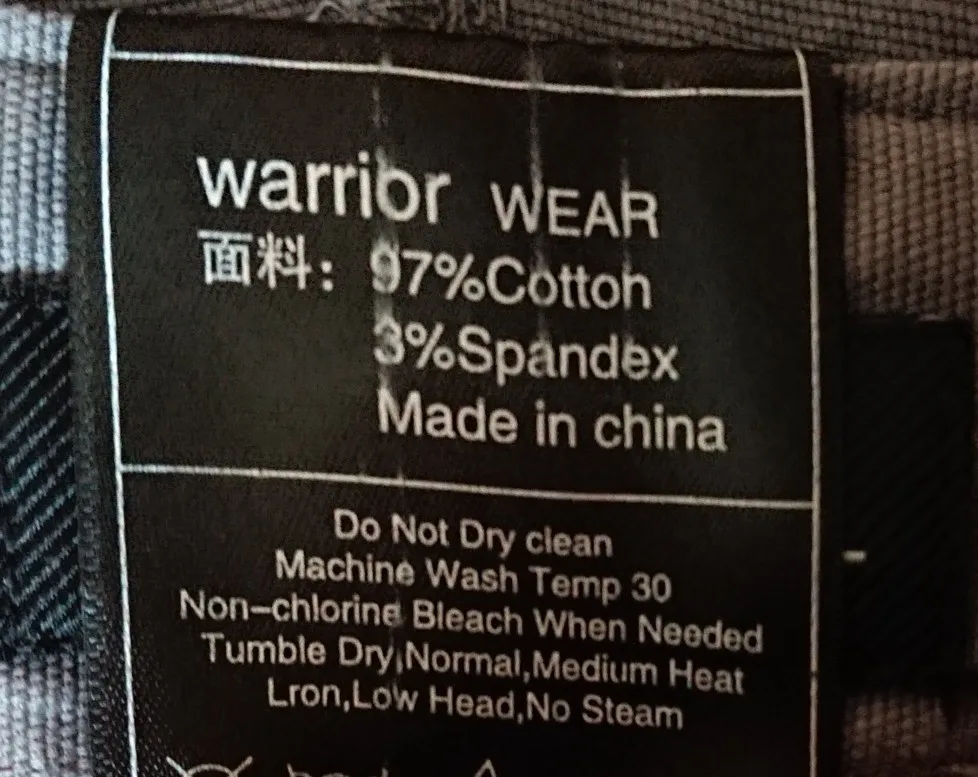 warrior WEAR
面料: 97%Cotton
3%Spandex
Made in china
Do Not Dry clean
Machine Wash Temp 30
Non-chlorine Bleach When Needed
Tumble Dry,Normal,Medium Heat
Lron,Low Head,No Steam